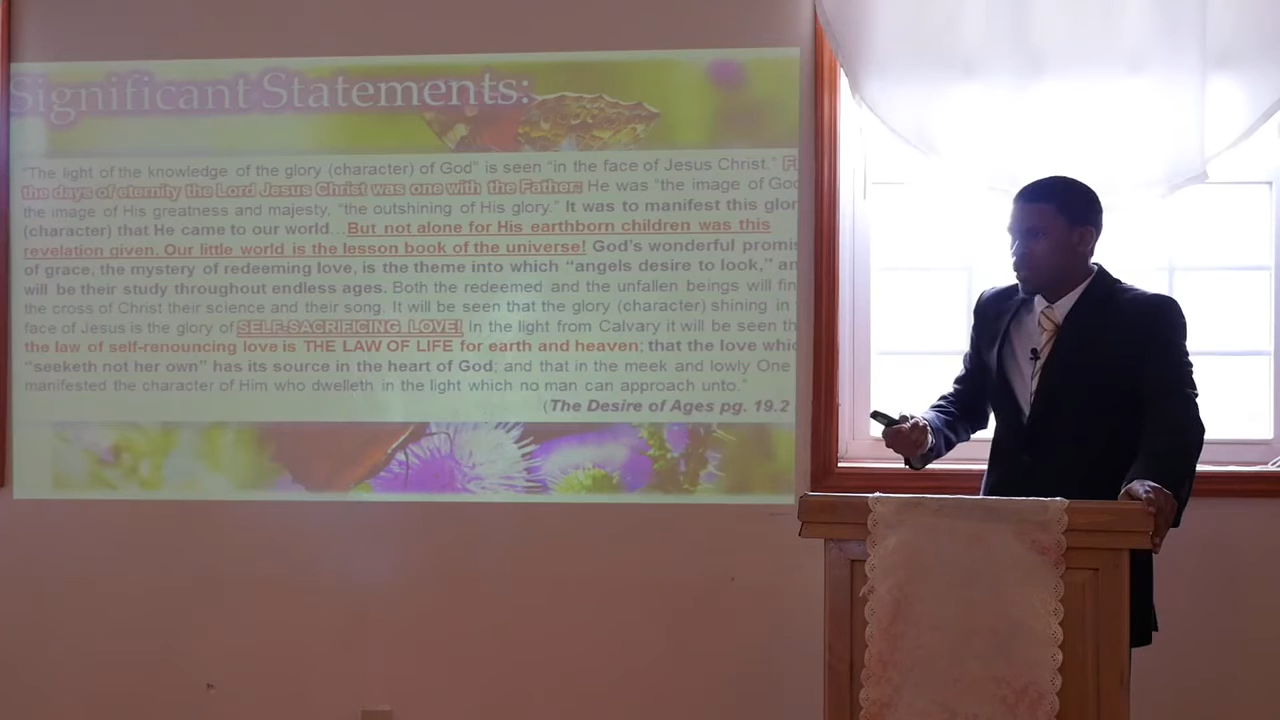 Significant Statements:
"The light of the knowledge of the glory (character) of God" is seen "in the face of Jesus Christ."
the days of eternity the Lord Jesus Christ was one with the Father; He was "the image of God
the image of His greatness and majesty, "the outshining of His glory." It was to manifest this glor
(character) that He came to our world…But not alone for His earthborn children was this
revelation given. Our little world is the lesson book of the universe! God's wonderful promis
of grace, the mystery of redeeming love, is the theme into which "angels desire to look," an
will be their study throughout endless ages. Both the redeemed and the unfallen beings will fin
the cross of Christ their science and their song. It will be seen that the glory (character) shining in
face of Jesus is the glory of SELF-SACRIFICING LOVE! In the light from Calvary it will be seen th
the law of self-renouncing love is THE LAW OF LIFE for earth and heaven; that the love whic
"seeketh not her own" has its source in the heart of God; and that in the meek and lowly One
manifested the character of Him who dwelleth in the light which no man can approach unto."
(The Desire of Ages pg. 19.2